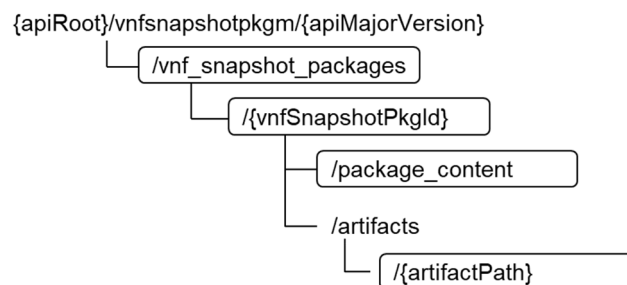 {apiRoot}/vnfsnapshotpkgm/{apiMajorVersion}
/vnf_snapshot_packages
/{vnfSnapshotPkgId}
/package_content
/artifacts
/{artifactPath}